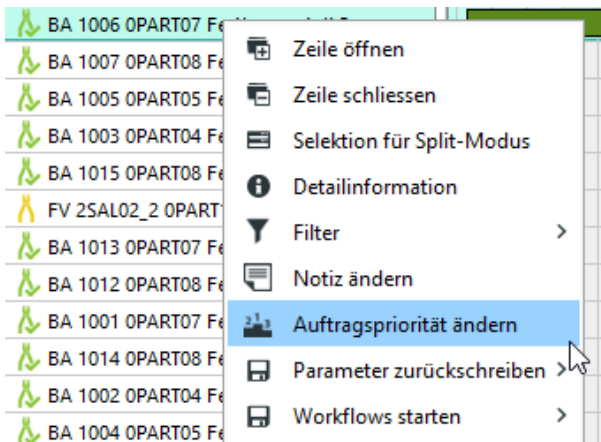 BA 1006 0PART07
BA 1007 0PART08 Fe
BA 1005 0PART05 Fe
BA 1003 0PART04 Fe
BA 1015 0PART08 Fe
FV 2SAL02_2 0PART
BA 1013 0PART07 Fe
BA 1012 0PART08 Fe
BA 1001 0PART07 Fe
BA 1014 0PART08 Fe
BA 1002 0PART04 Fe
BA 1004 0PART05 Fe
Zeile öffnen
Zeile schliessen
Selektion für Split-Modus
Detailinformation
Filter
Notiz ändern
Auftragspriorität ändern
Parameter zurückschreiben
Workflows starten